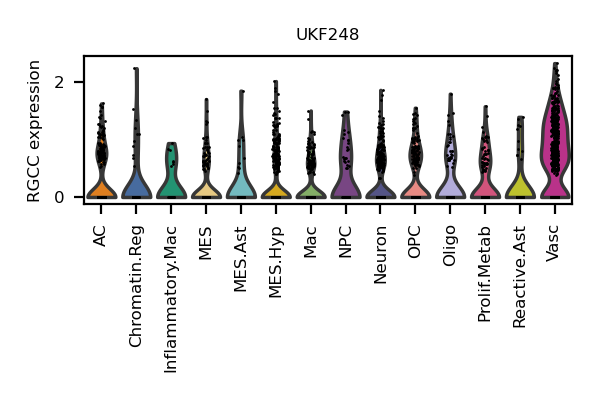 UKF248
RGCC expression
2
0
AC
Chromatin.Reg
Inflammatory.Mac
MES
MES.Ast
MES.Hyp
Mac
NPC
Neuron
OPC
Oligo
Prolif.Metab
Reactive.Ast
Vasc